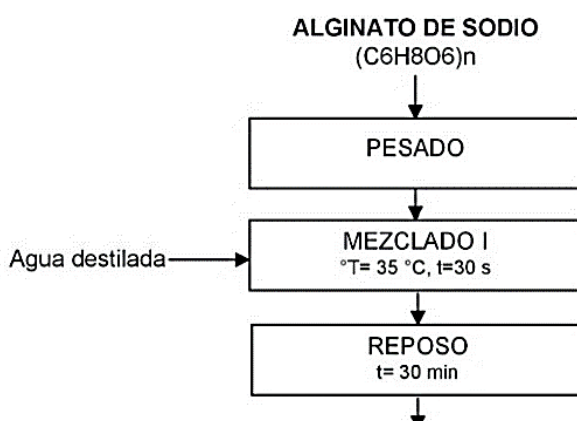 ALGINATO DE SODIO
(C6H8O6)n
PESADO
Agua destilada
MEZCLADO I
°T= 35 °C, t=30 s
REPOSO
t= 30 min